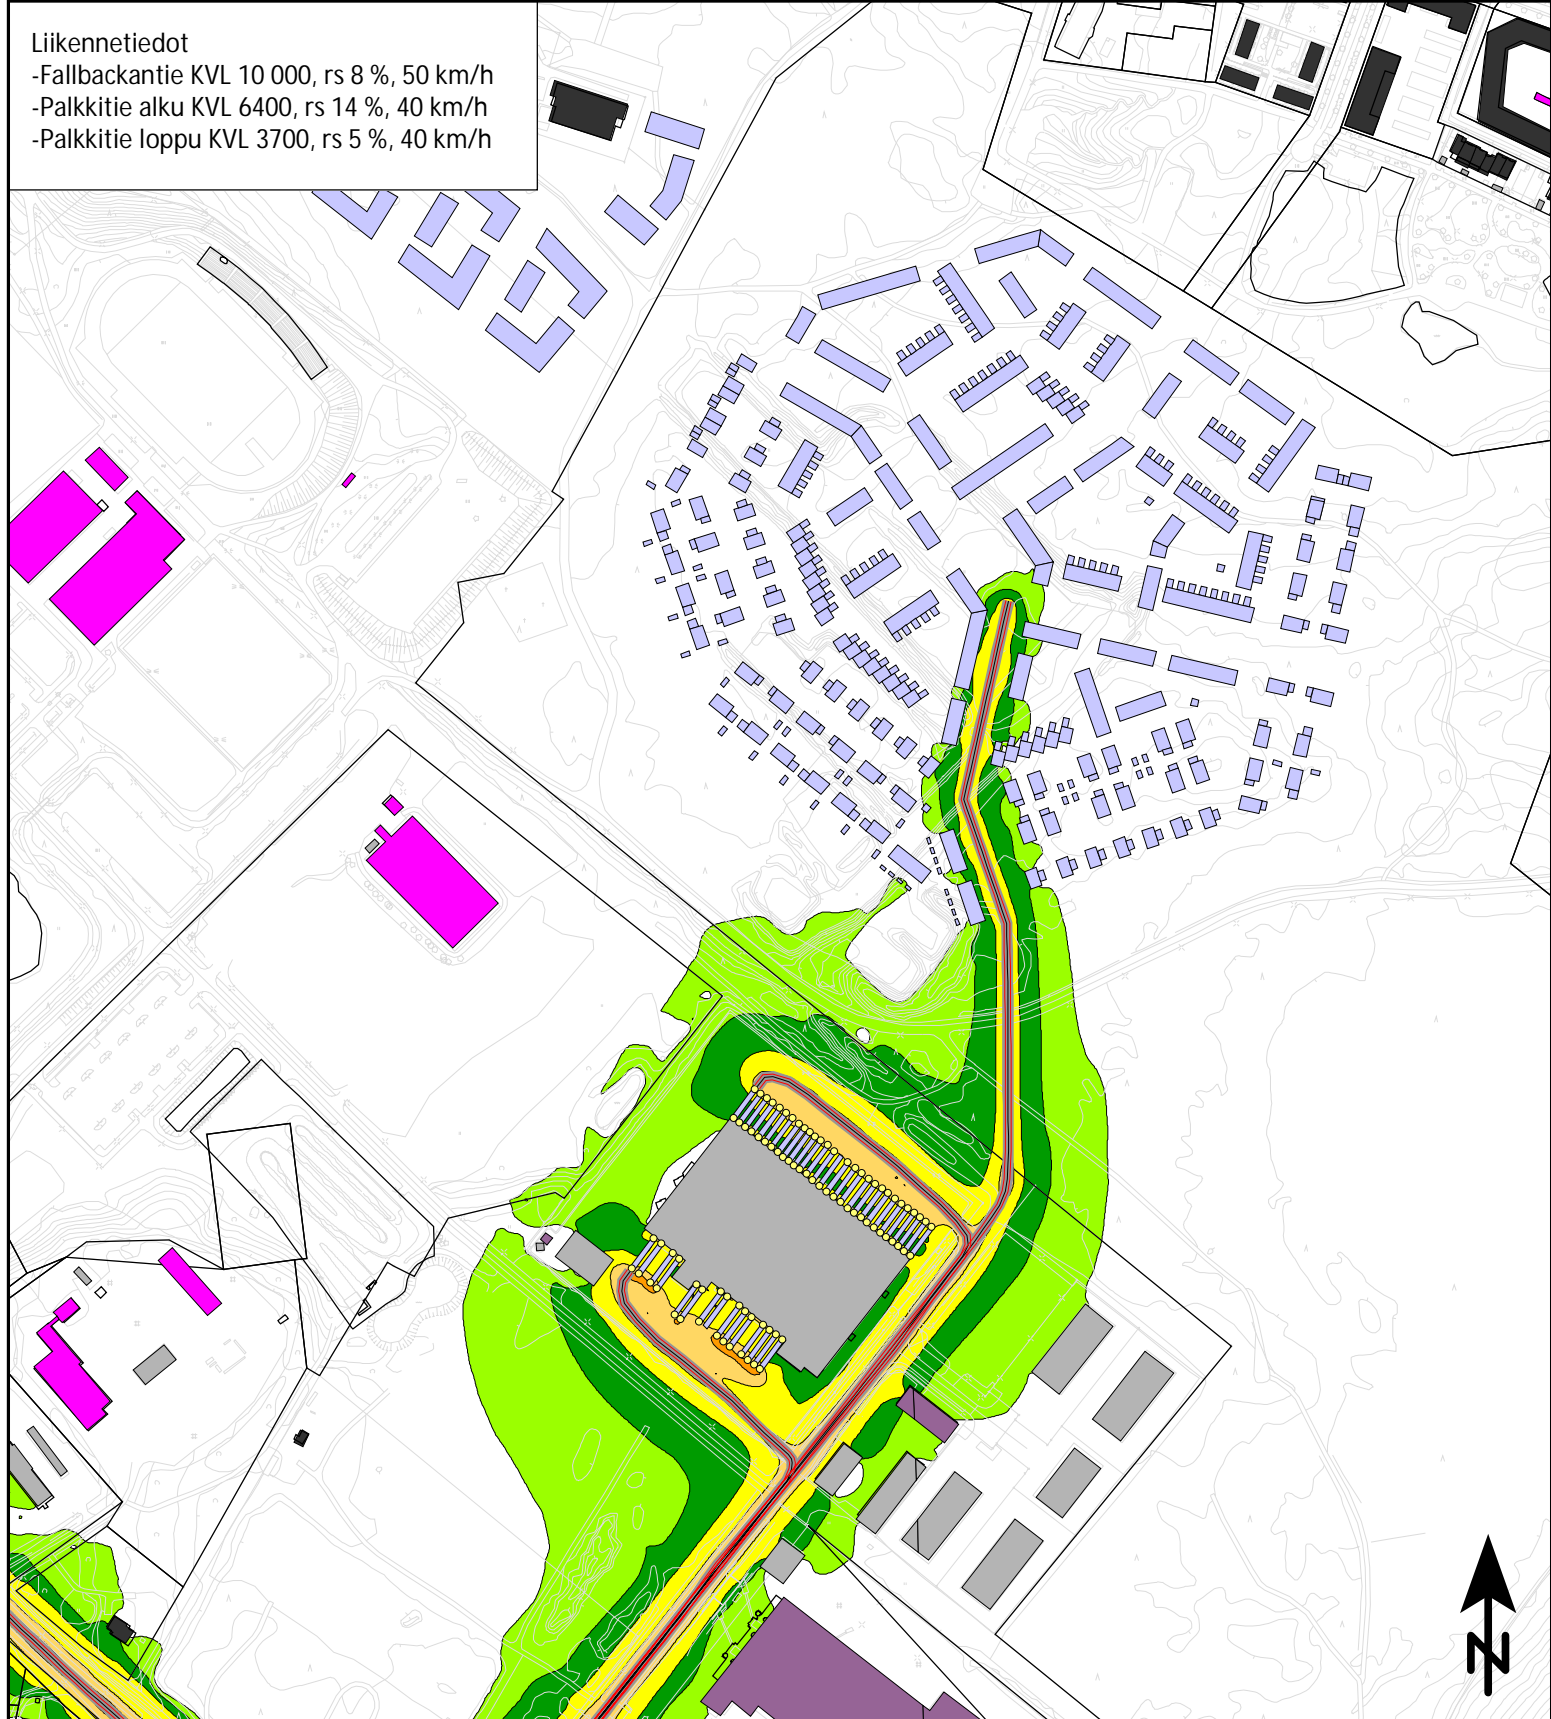 Liikennetiedot
-Fallbackantie KVL 10 000, rs 8 %, 50 km/h
-Palkkitie alku KVL 6400, rs 14 %, 40 km/h
-Palkkitie loppu KVL 3700, rs 5 %, 40 km/h
N